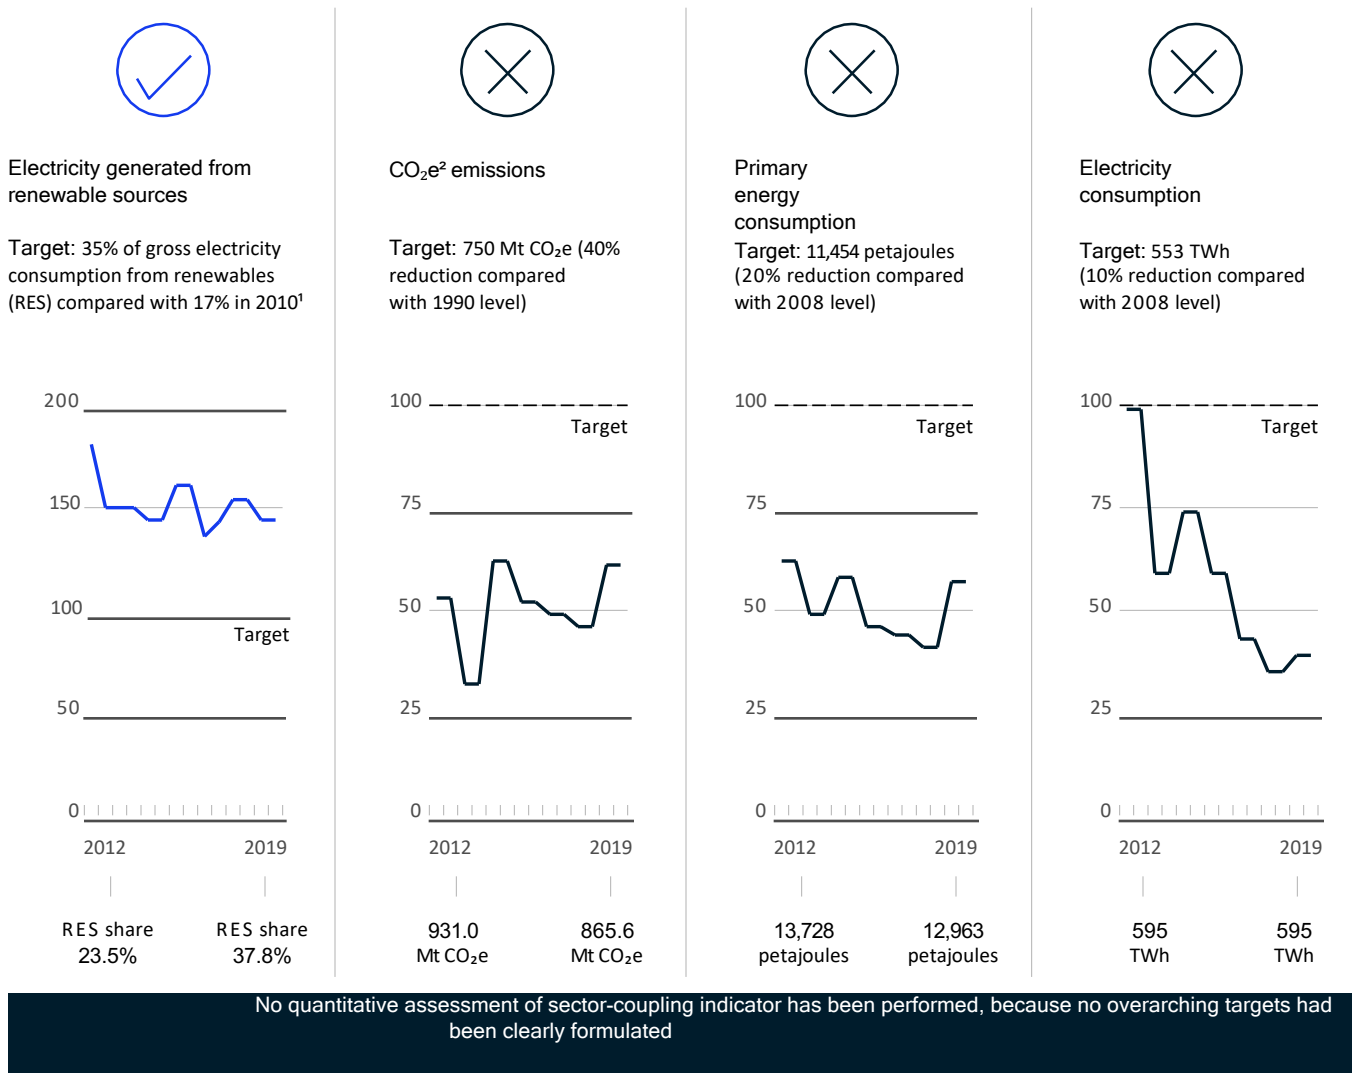 Electricity generated from
renewable sources
Target: 35% of gross electricity
consumption from renewables
(RES) compared with 17% in 2010¹
200
150
100
Target
50
0
2012
2019
RES share
23.5%
RES share
37.8%
CO₂e² emissions
Target: 750 Mt CO₂e (40%
reduction compared
with 1990 level)
100
Target
75
50
25
0
2012
2019
931.0
Mt CO₂e
865.6
Mt CO₂e
Primary
energy
consumption
Target: 11,454 petajoules
(20% reduction compared
with 2008 level)
100
Target
75
50
25
0
2012
2019
13,728
petajoules
12,963
petajoules
Electricity
consumption
Target: 553 TWh
(10% reduction compared
with 2008 level)
100
Target
75
50
25
0
2012
2019
595
TWh
595
TWh
No quantitative assessment of sector-coupling indicator has been performed, because no overarching targets had
been clearly formulated